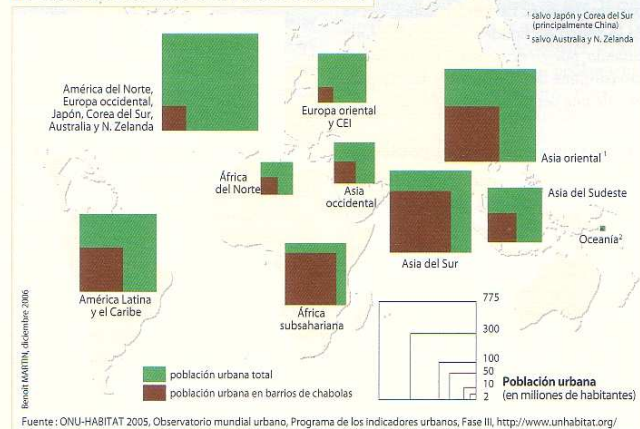 ¹ salvo Japón y Corea del Sur
(principalmente China)
² salvo Australia y N. Zelanda
América del Norte,
Europa occidental,
Japón, Corea del Sur,
Australia y N. Zelanda
Europa oriental
y CEI
Asia oriental ¹
África
del Norte
Asia
occidental
Asia del Sudeste
Oceanía²
Asia del Sur
América Latina
y el Caribe
África
subsahariana
775
300
100
50
10
2
Población urbana
(en millones de habitantes)
población urbana total
población urbana en barrios de chabolas
Benoit MARTIN, diciembre 2006
Fuente : ONU-HABITAT 2005, Observatorio mundial urbano, Programa de los indicadores urbanos, Fase III, http://www.unhabitat.org/